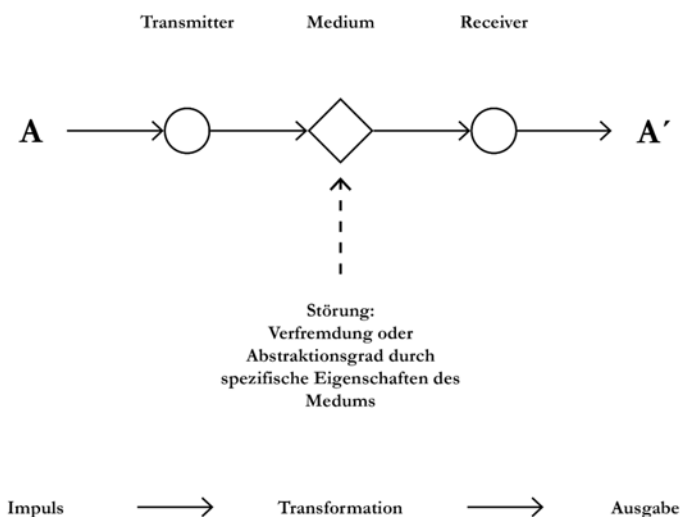 Transmitter Medium Receiver
A A´
Störung:
Verfremdung oder
Abstraktionsgrad durch
spezifische Eigenschaften des
Medums
Impuls Transformation Ausgabe